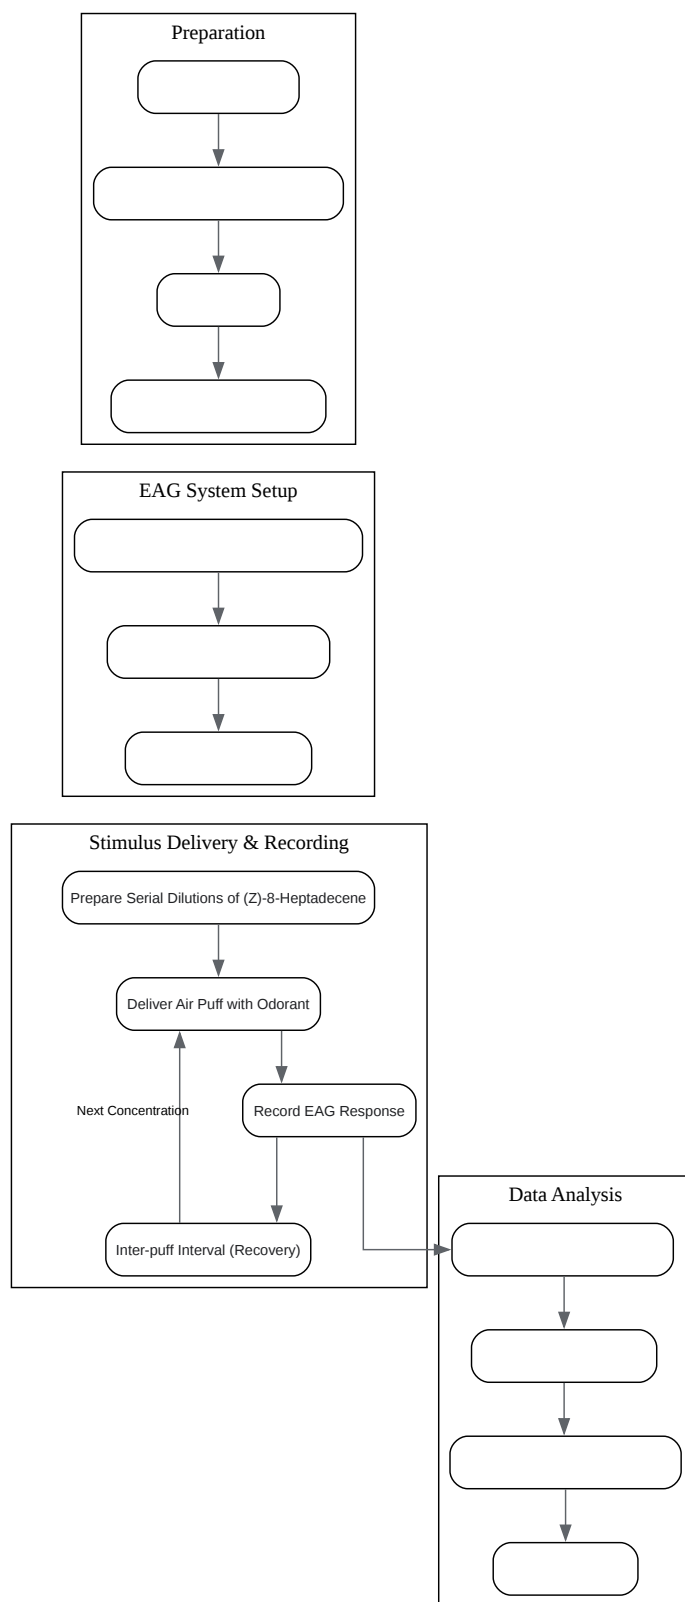 Preparation
EAG System Setup
Stimulus Delivery & Recording
Prepare Serial Dilutions of (Z)-8-Heptadecene
Deliver Air Puff with Odorant
Next Concentration
Record EAG Response
Inter-puff Interval (Recovery)
Data Analysis